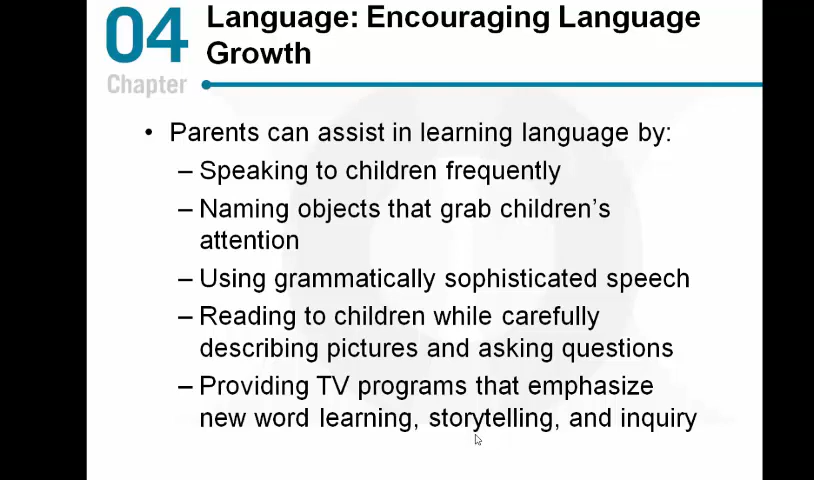 04
Chapter
Language: Encouraging Language
Growth
• Parents can assist in learning language by:
– Speaking to children frequently
– Naming objects that grab children's
attention
– Using grammatically sophisticated speech
– Reading to children while carefully
describing pictures and asking questions
– Providing TV programs that emphasize
new word learning, storytelling, and inquiry